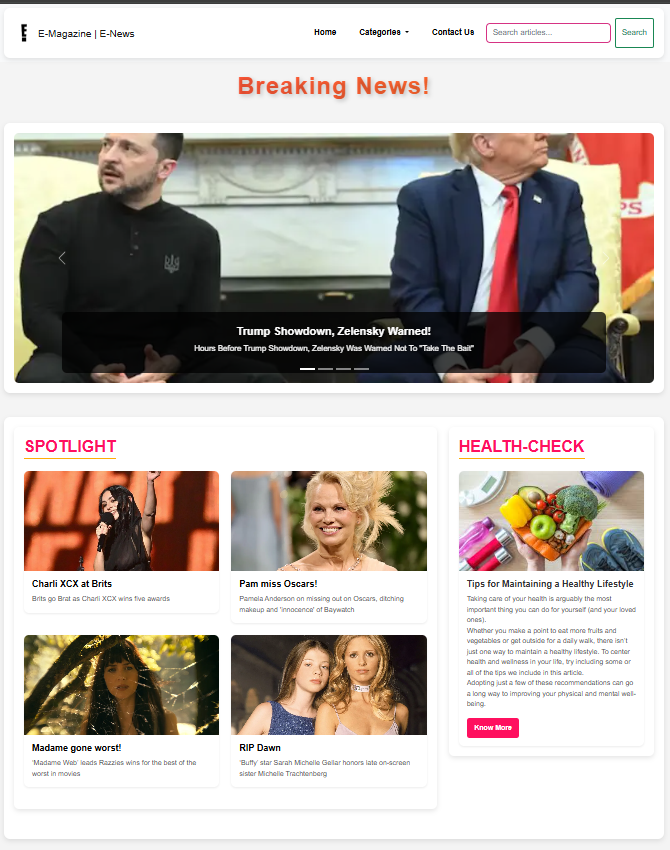 E E-Magazine | E-News Home Categories Contact Us Search articles... Search
Breaking News!
PS
Trump Showdown, Zelensky Warned!
Hours Before Trump Showdown, Zelensky Was Warned Not To "Take The Bait"
SPOTLIGHT
Charli XCX at Brits
Brits go Brat as Charli XCX wins five awards
Pam miss Oscars!
Pamela Anderson on missing out on Oscars, ditching
makeup and 'innocence' of Baywatch
Madame gone worst!
'Madame Web' leads Razzies wins for the best of the
worst in movies
RIP Dawn
'Buffy' star Sarah Michelle Gellar honors late on-screen
sister Michelle Trachtenberg
HEALTH-CHECK
Tips for Maintaining a Healthy Lifestyle
Taking care of your health is arguably the most
important thing you can do for yourself (and your loved
ones).
Whether you make a point to eat more fruits and
vegetables or get outside for a daily walk, there isn't
just one way to maintain a healthy lifestyle. To center
health and wellness in your life, try including some or
all of the tips we include in this article.
Adopting just a few of these recommendations can go
a long way to improving your physical and mental well-
being.
Know More